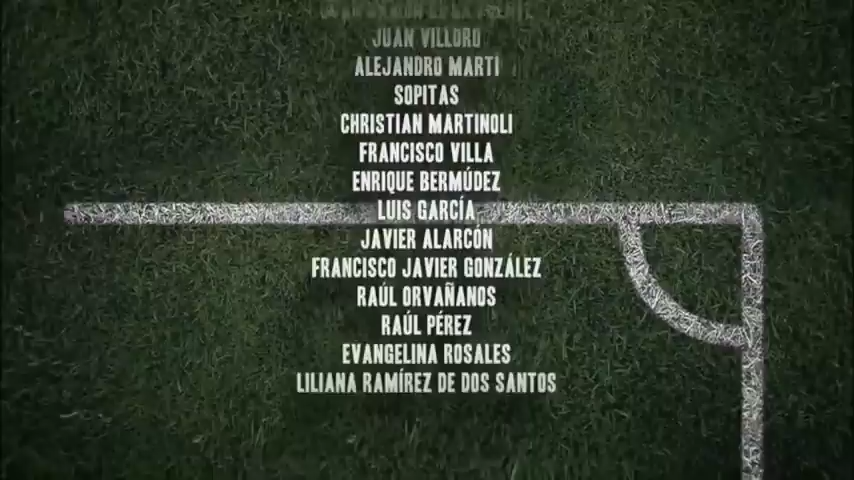 JUAN VILLORO
ALEJANDRO MARTÍ
SOPITAS
CHRISTIAN MARTINOLI
FRANCISCO VILLA
ENRIQUE BERMÚDEZ
LUIS GARCÍA
JAVIER ALARCÓN
FRANCISCO JAVIER GONZÁLEZ
RAÚL ORVAÑANOS
RAÚL PÉREZ
EVANGELINA ROSALES
LILIANA RAMÍREZ DE DOS SANTOS